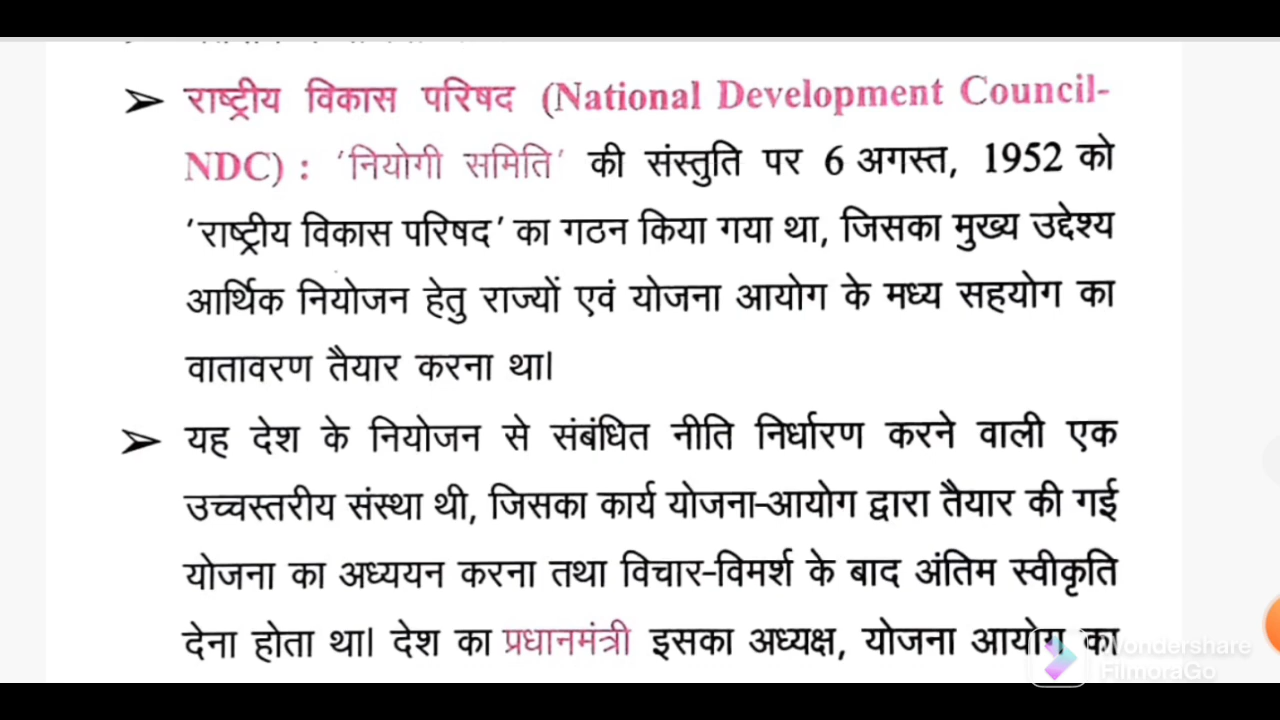 ➢ राष्ट्रीय विकास परिषद (National Development Council-
NDC) : 'नियोगी समिति' की संस्तुति पर 6 अगस्त, 1952 को
'राष्ट्रीय विकास परिषद' का गठन किया गया था, जिसका मुख्य उद्देश्य
आर्थिक नियोजन हेतु राज्यों एवं योजना आयोग के मध्य सहयोग का
वातावरण तैयार करना था।
➢ यह देश के नियोजन से संबंधित नीति निर्धारण करने वाली एक
उच्चस्तरीय संस्था थी, जिसका कार्य योजना-आयोग द्वारा तैयार की गई
योजना का अध्ययन करना तथा विचार-विमर्श के बाद अंतिम स्वीकृति
देना होता था। देश का प्रधानमंत्री इसका अध्यक्ष, योजना आयोग का
Wondershare
FilmoraGo